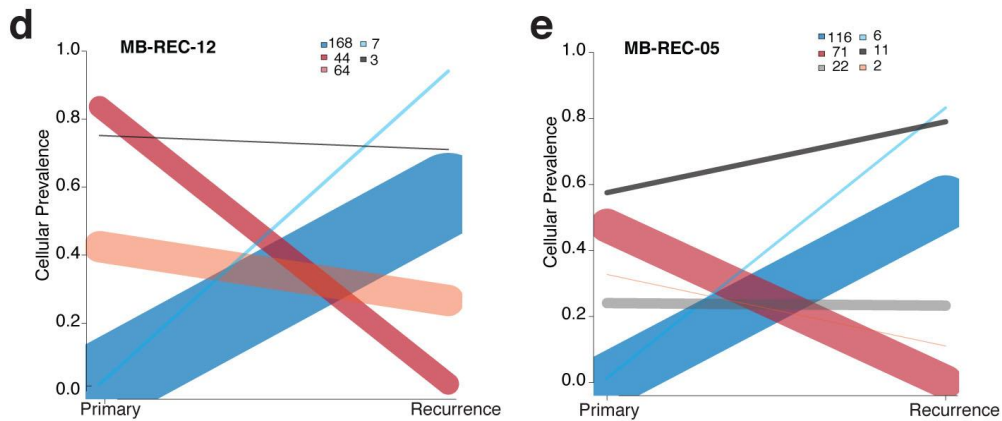 d
MB-REC-12
168 7
44 3
64
Cellular Prevalence
1.0
0.8
0.6
0.4
0.2
0.0
Primary Recurrence
e
MB-REC-05
116 6
71 11
22 2
Cellular Prevalence
1.0
0.8
0.6
0.4
0.2
0.0
Primary Recurrence